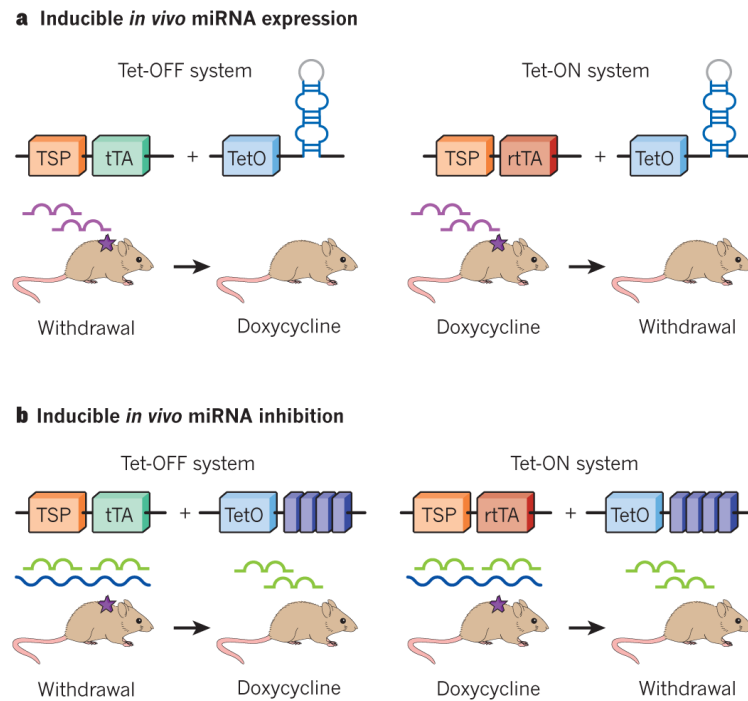 a Inducible in vivo miRNA expression
Tet-OFF system
Tet-ON system
TSP tTA + TetO
TSP rtTA + TetO
Withdrawal
Doxycycline
Doxycycline
Withdrawal
b Inducible in vivo miRNA inhibition
Tet-OFF system
Tet-ON system
TSP tTA + TetO
TSP rtTA + TetO
Withdrawal
Doxycycline
Doxycycline
Withdrawal